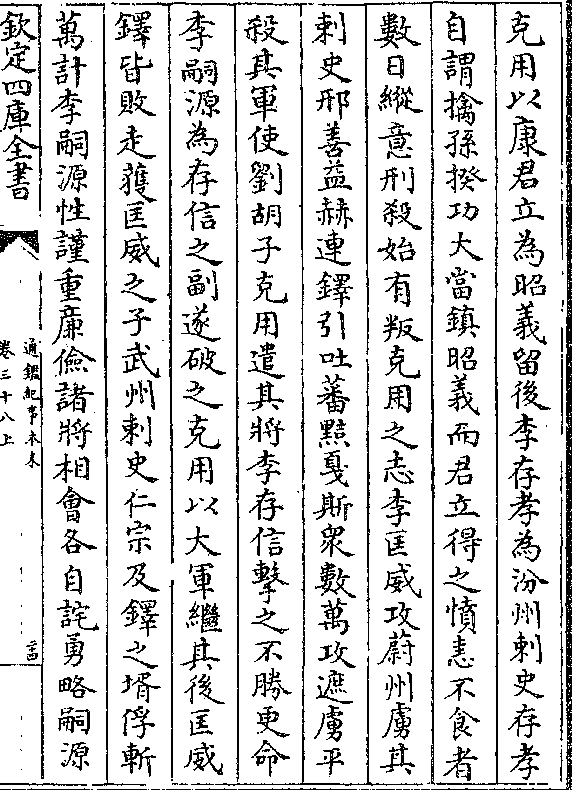 克用以康君立為昭義留後李存孝為汾州刺史存孝
自謂擒孫揆功大當鎮昭義而君立得之憤恚不食者
數日縱意刑殺始有叛克用之志李匡威攻蔚州虜其
刺史邢善益赫連鐸引吐蕃黠戛斯衆數萬攻遮虜平
殺其軍使劉胡子克用遣其將李存信擊之不勝更命
李嗣源為存信之副遂破之克用以大軍繼其後匡威
鐸皆敗走䕶匡威之子武州刺史仁宗及鐸之壻俘斬
萬計李嗣源性謹重亷儉諸將相會各自詫勇略嗣源
欽定四庫全書
通鑑紀事本末
卷三十八上